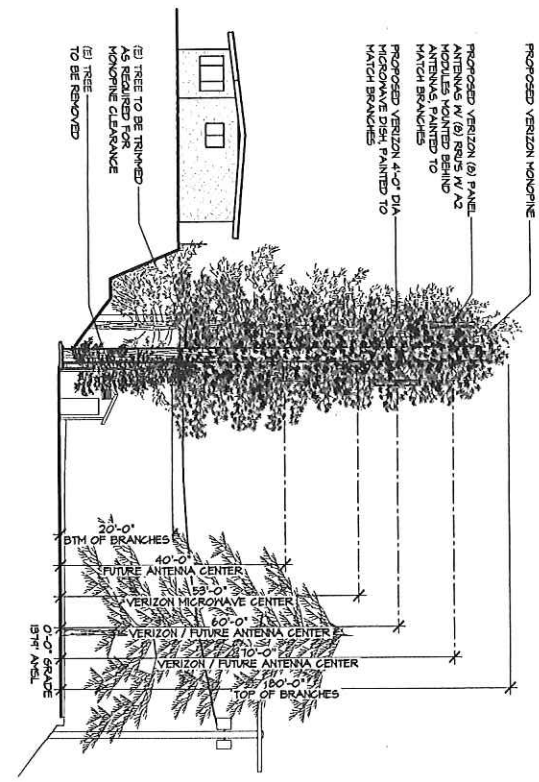 PROPOSED VERIZON MONOPINE
PROPOSED VERIZON (6) PANEL
ANTENNAS W/ (6) RRUS W/ A2
MODULES MOUNTED BEHIND
ANTENNAS, PAINTED TO
MATCH BRANCHES
PROPOSED VERIZON 4'-0" DIA
MICROWAVE DISH, PAINTED TO
MATCH BRANCHES
(E) TREE TO BE TRIMMED
AS REQUIRED FOR
MONOPINE CLEARANCE
(E) TREE
TO BE REMOVED
80'-0"
TOP OF BRANCHES
70'-0"
VERIZON / FUTURE ANTENNA CENTER
60'-0"
VERIZON / FUTURE ANTENNA CENTER
53'-0"
VERIZON MICROWAVE CENTER
40'-0"
FUTURE ANTENNA CENTER
20'-0"
BTM OF BRANCHES
0'-0" GRADE
AMSL